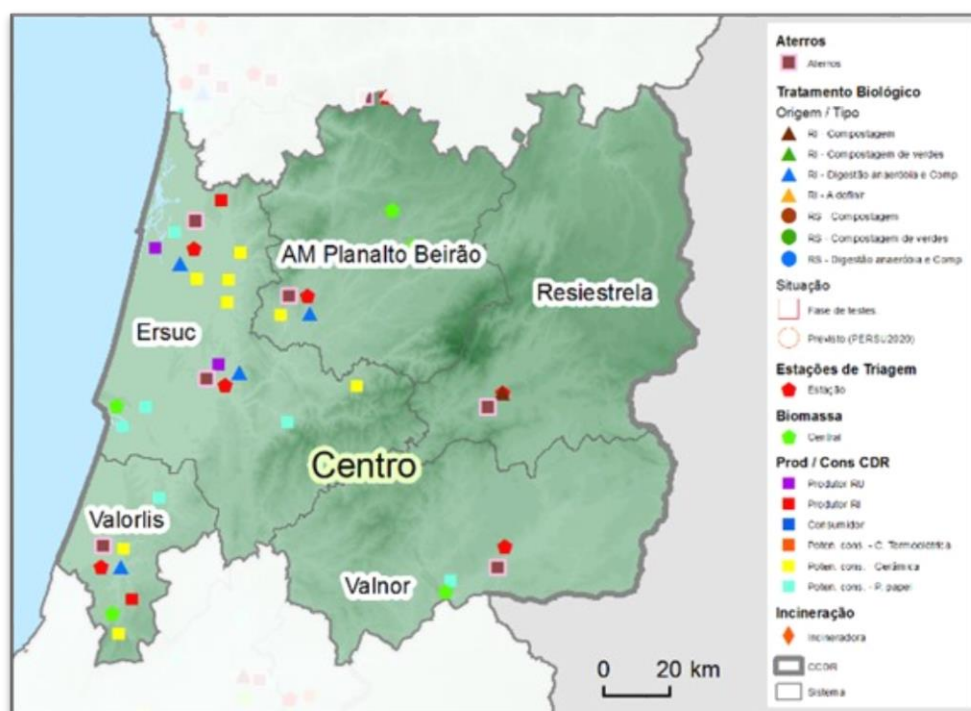 AM Planalto Beirão
Resiestrela
Ersuc
Centro
Valorlis
Valnor
0 20 km
Aterros
Aterros
Tratamento Biológico
Origem / Tipo
RI - Compostagem
RI - Compostagem de verdes
RI - Digestão anaeróbia e Comp
RI - A definir
RS - Compostagem
RS - Compostagem de verdes
RS - Digestão anaeróbia e Comp
Situação
Fase de testes
Previsto (PERSU2020)
Estações de Triagem
Estação
Biomassa
Central
Prod / Cons CDR
Produtor RU
Produtor RI
Consumidor
Poten. cons. - C. Termoeléctrica
Poten. cons. - Cerâmica
Poten. cons. - P. papel
Incineração
Incineradora
CCDR
Sistema